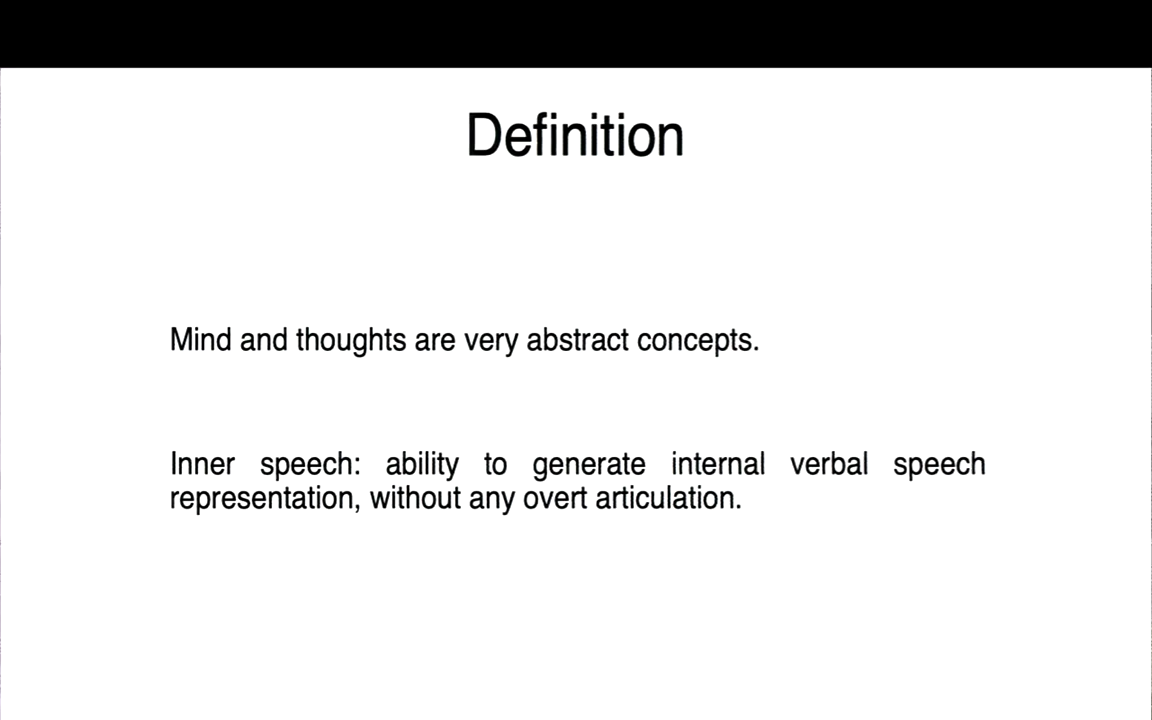 Definition
Mind and thoughts are very abstract concepts.
Inner speech: ability to generate internal verbal speech
representation, without any overt articulation.